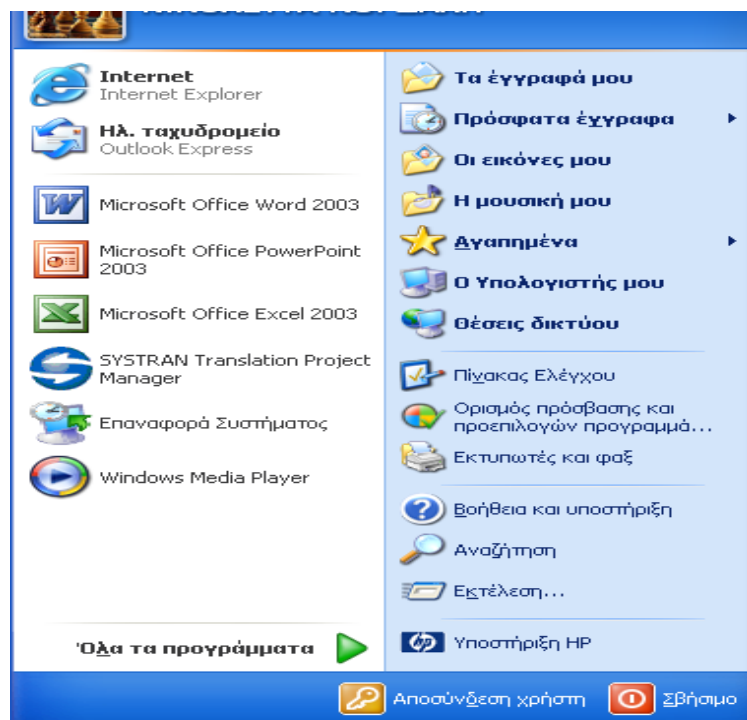 Internet
Internet Explorer
Ηλ. ταχυδρομείο
Outlook Express
Microsoft Office Word 2003
Microsoft Office PowerPoint
2003
Microsoft Office Excel 2003
SYSTRAN Translation Project
Manager
Επαναφορά Συστήματος
Windows Media Player
Όλα τα προγράμματα
Τα έγγραφά μου
Πρόσφατα έγγραφα
Οι εικόνες μου
Η μουσική μου
Αγαπημένα
Ο Υπολογιστής μου
Θέσεις δικτύου
Πίνακας Ελέγχου
Ορισμός πρόσβασης και
προεπιλογών προγραμμά...
Εκτυπωτές και φαξ
Βοήθεια και υποστήριξη
Αναζήτηση
Εκτέλεση...
hp
Υποστήριξη HP
Αποσύνδεση χρήστη
Σβήσιμο